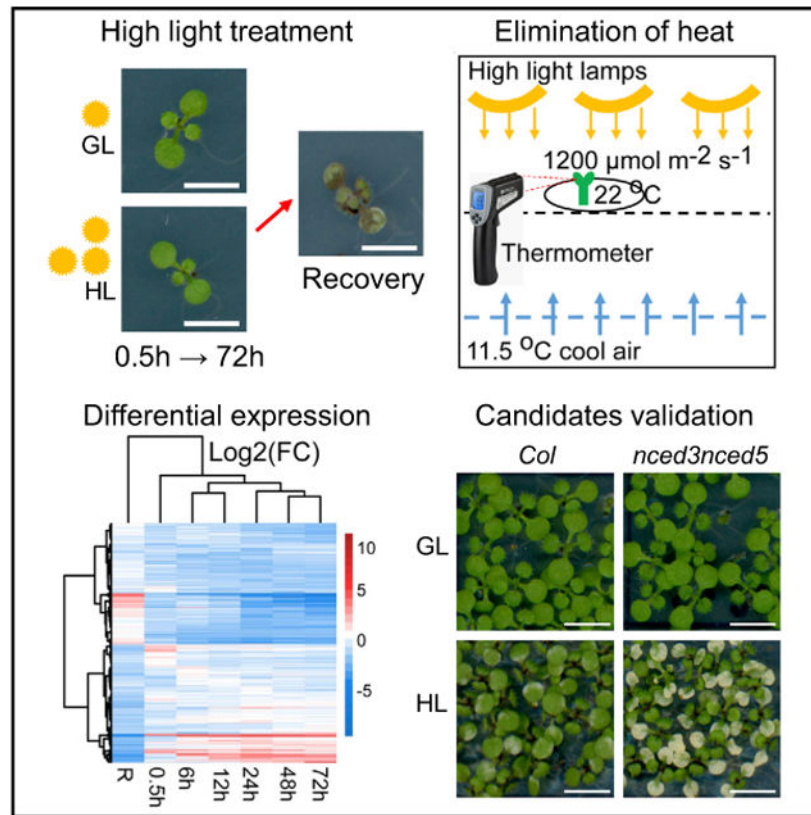 High light treatment
GL
HL
0.5h → 72h
Recovery
Elimination of heat
High light lamps
1200 µmol m-2 s-1
22 oC
Thermometer
11.5 oC cool air
Differential expression
Log2(FC)
10
5
0
-5
R 0.5h 6h 12h 24h 48h 72h
Candidates validation
Col nced3nced5
GL
HL